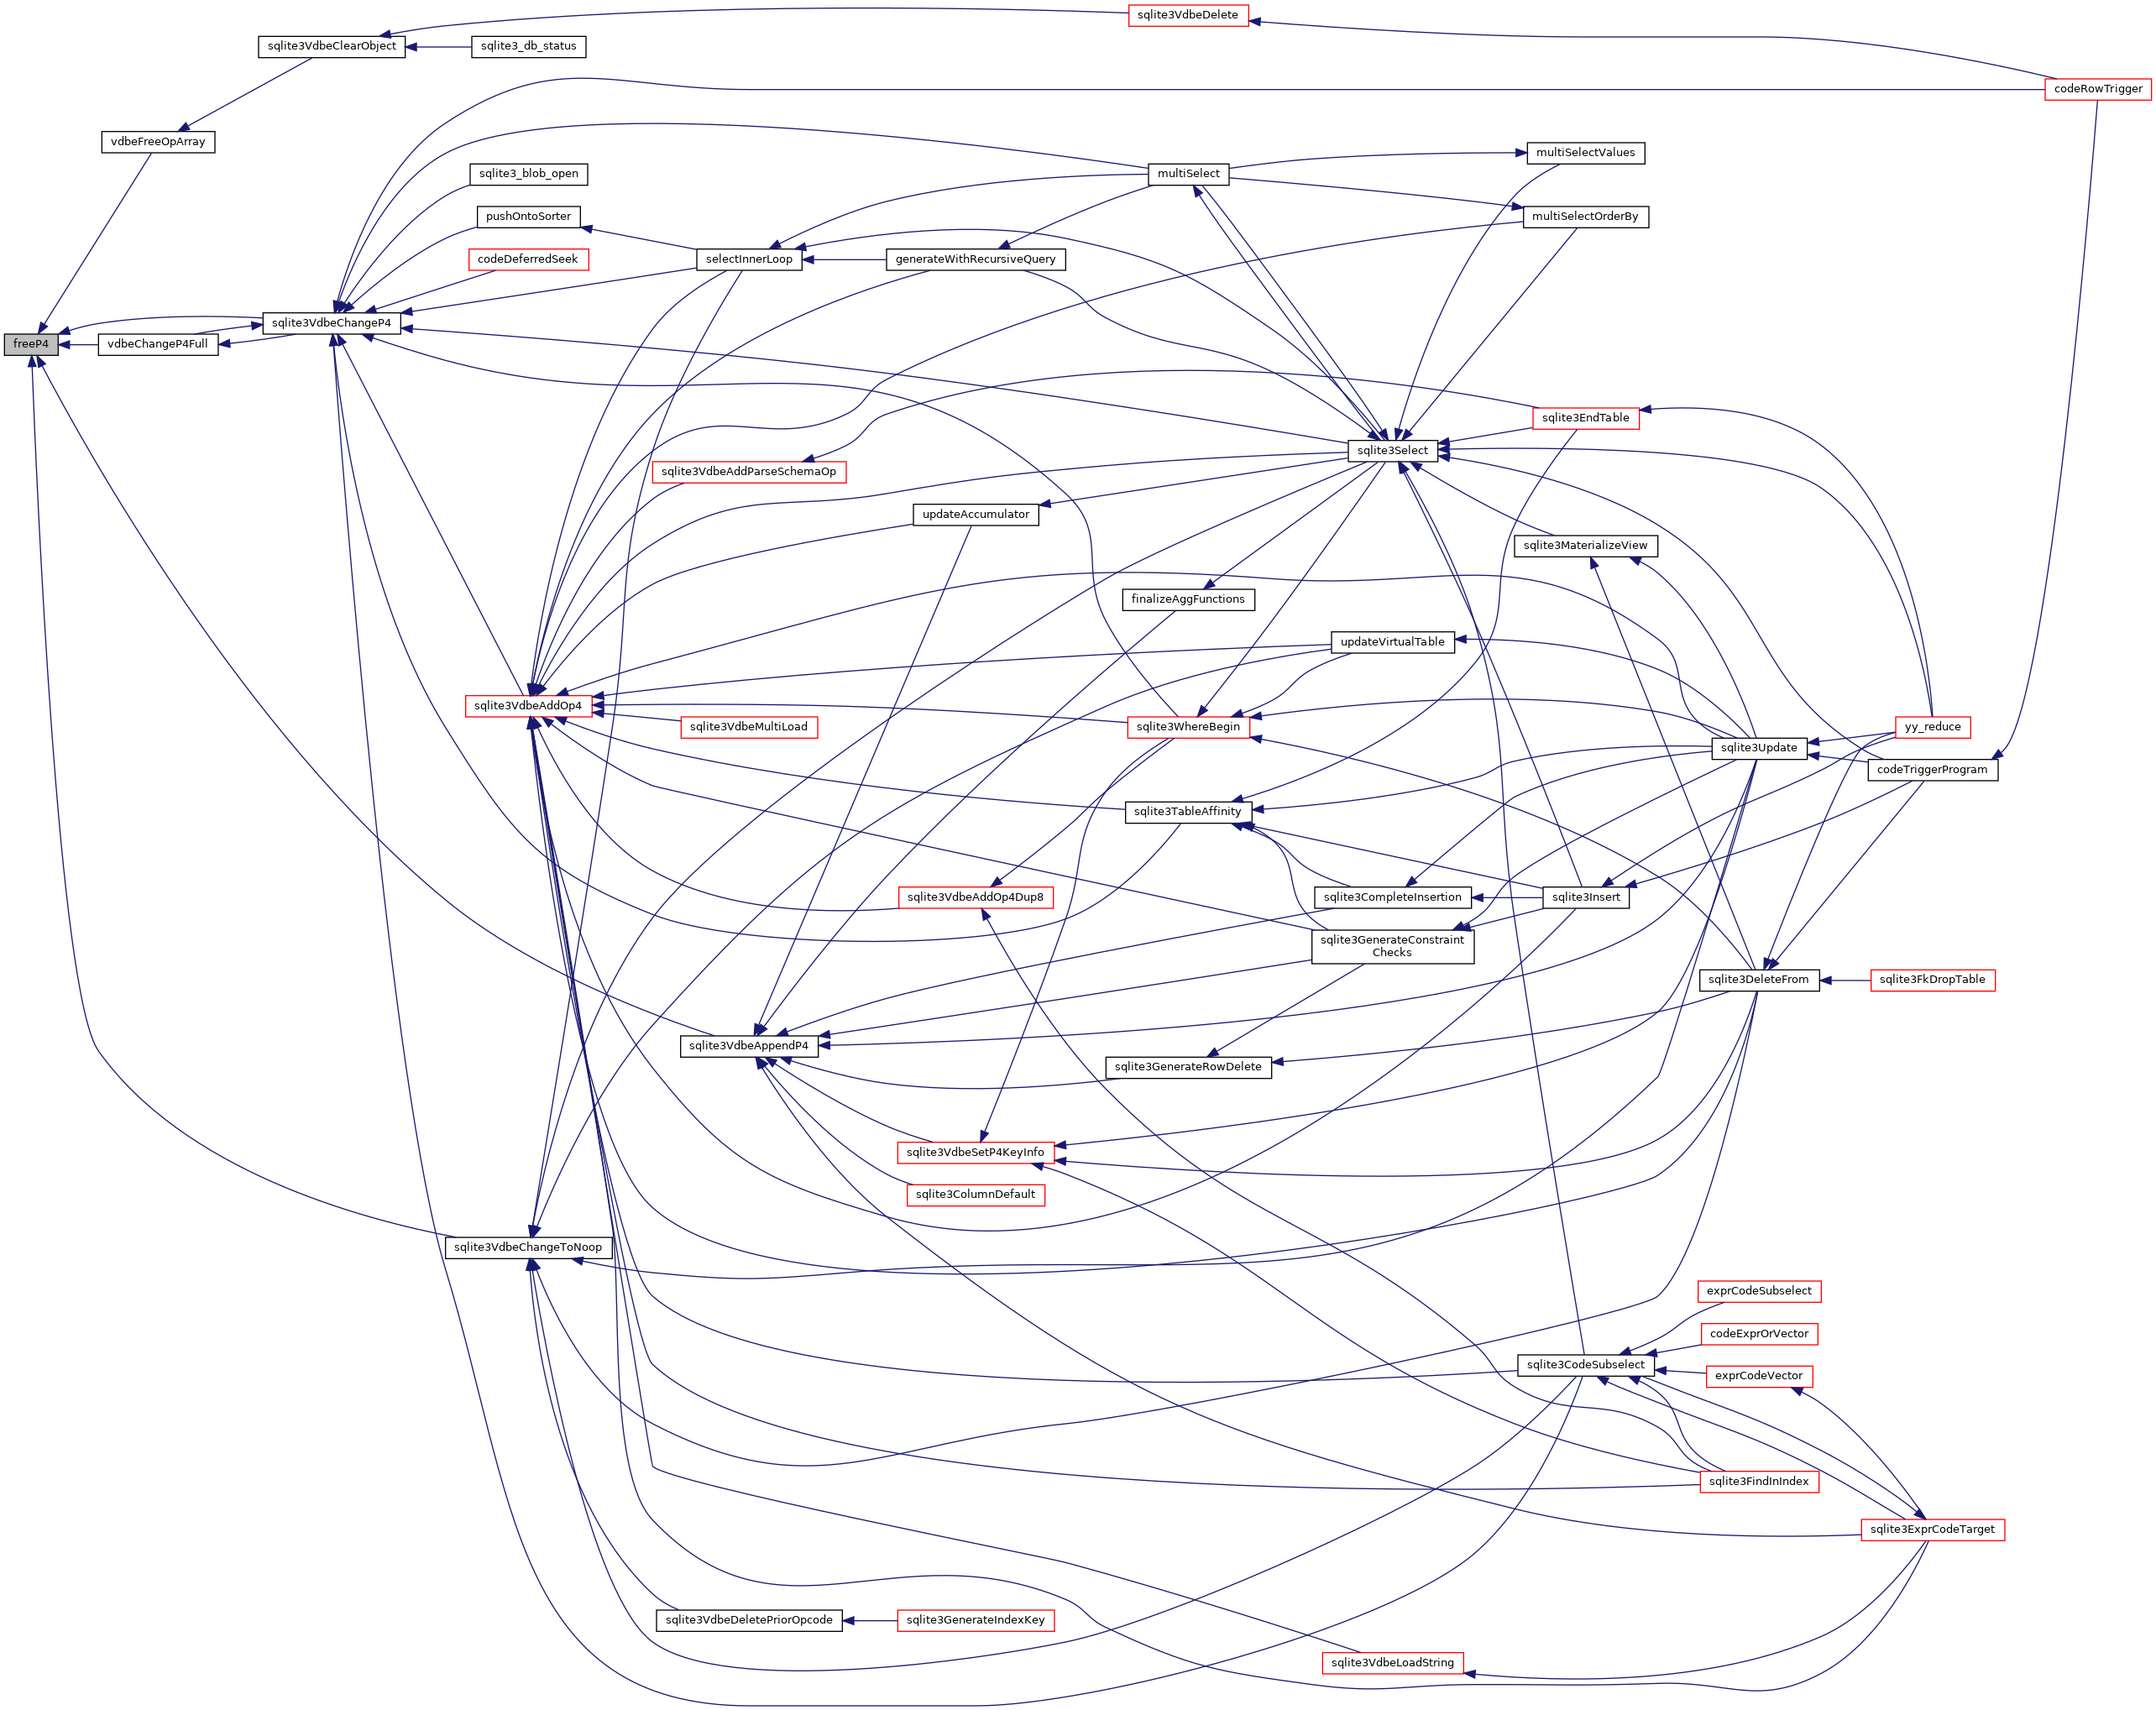 sqlite3VdbeDelete
sqlite3VdbeClearObject
sqlite3_db_status
codeRowTrigger
vdbeFreeOpArray
multiSelectValues
sqlite3_blob_open
multiSelect
pushOntoSorter
multiSelectOrderBy
codeDeferredSeek
selectInnerLoop
generateWithRecursiveQuery
sqlite3VdbeChangeP4
freeP4
vdbeChangeP4Full
sqlite3EndTable
sqlite3Select
sqlite3VdbeAddParseSchemaOp
updateAccumulator
sqlite3MaterializeView
finalizeAggFunctions
updateVirtualTable
sqlite3VdbeAddOp4
sqlite3VdbeMultiLoad
sqlite3WhereBegin
yy_reduce
sqlite3Update
codeTriggerProgram
sqlite3TableAffinity
sqlite3VdbeAddOp4Dup8
sqlite3CompleteInsertion
sqlite3Insert
sqlite3GenerateConstraint
Checks
sqlite3DeleteFrom
sqlite3FkDropTable
sqlite3VdbeAppendP4
sqlite3GenerateRowDelete
sqlite3VdbeSetP4KeyInfo
sqlite3ColumnDefault
sqlite3VdbeChangeToNoop
exprCodeSubselect
codeExprOrVector
sqlite3CodeSubselect
exprCodeVector
sqlite3FindInIndex
sqlite3ExprCodeTarget
sqlite3VdbeDeletePriorOpcode
sqlite3GenerateIndexKey
sqlite3VdbeLoadString